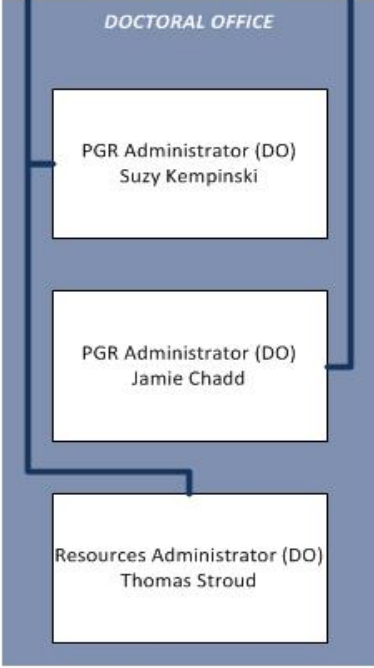 DOCTORAL OFFICE
PGR Administrator (DO)
Suzy Kempinski
PGR Administrator (DO)
Jamie Chadd
Resources Administrator (DO)
Thomas Stroud